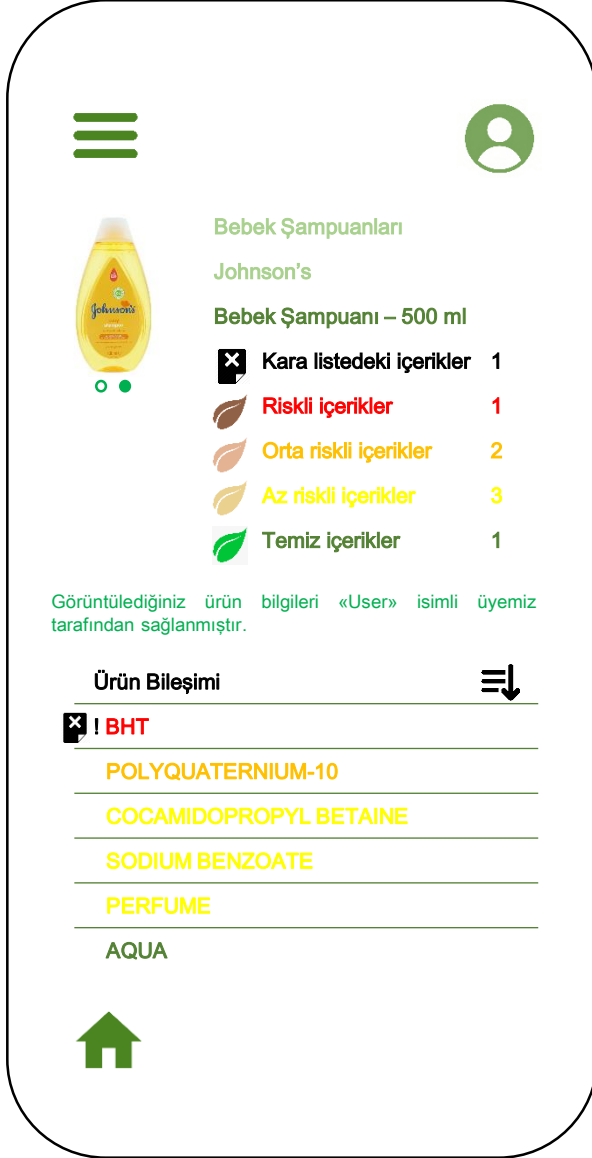 Bebek Şampuanları
Johnson's
Johnson’s
Bebek Şampuanı – 500 ml
Kara listedeki içerikler 1
Riskli içerikler 1
Orta riskli içerikler 2
Az riskli içerikler 3
Temiz içerikler 1
Görüntülediğiniz ürün bilgileri «User» isimli üyemiz
tarafından sağlanmıştır.
Ürün Bileşimi
! BHT
POLYQUATERNIUM-10
COCAMIDOPROPYL BETAINE
SODIUM BENZOATE
PERFUME
AQUA